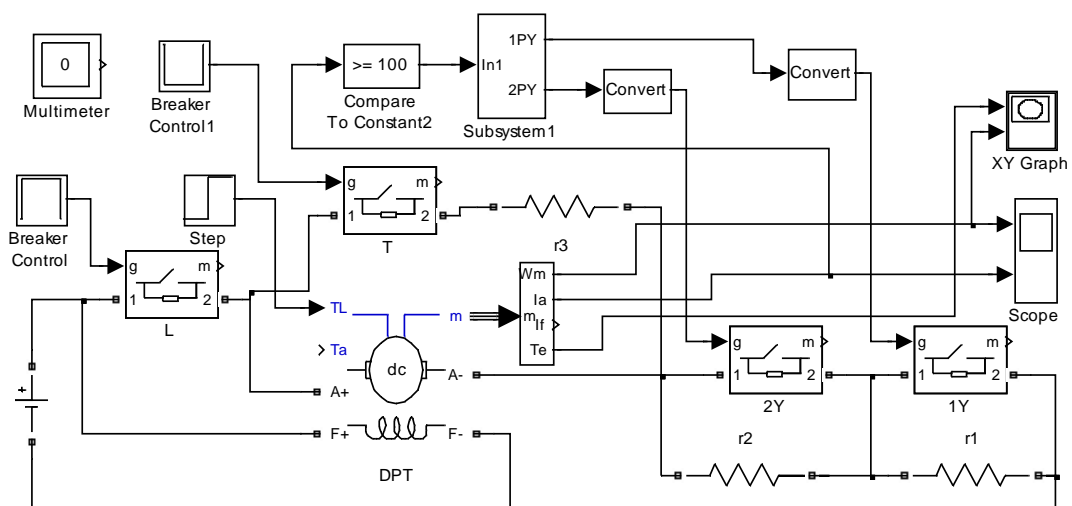 0
Multimeter
Breaker
Control1
>= 100
Compare
To Constant2
In1
1PY
2PY
Subsystem1
Convert
Convert
XY Graph
Breaker
Control
Step
g
m
1
2
T
r3
g
m
1
2
L
TL
m
Ta
dc
A+
A-
F+
F-
DPT
m
Wm
Ia
If
Te
Scope
g
m
1
2
2Y
g
m
1
2
1Y
r2
r1
+